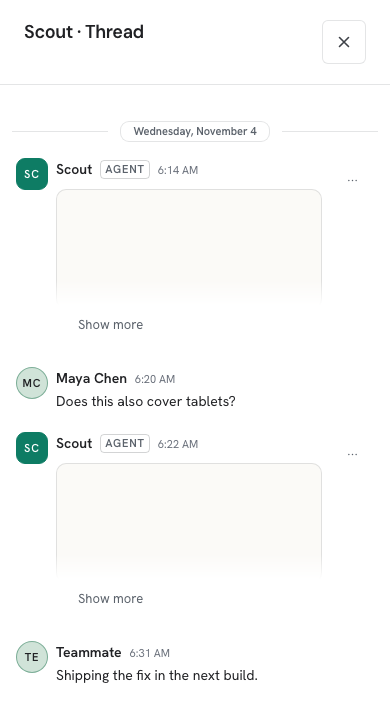 Scout · Thread
Wednesday, November 4
SC
Scout AGENT 6:14 AM
...
Show more
MC
Maya Chen 6:20 AM
Does this also cover tablets?
SC
Scout AGENT 6:22 AM
...
Show more
TE
Teammate 6:31 AM
Shipping the fix in the next build.